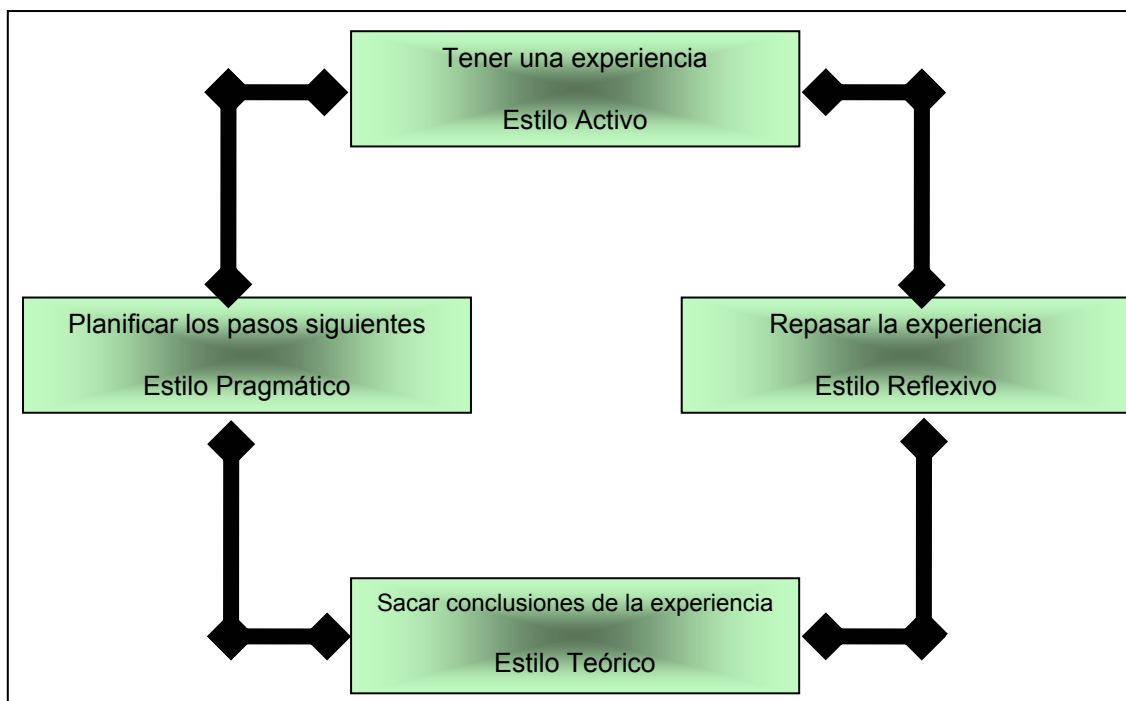 Tener una experiencia
Estilo Activo
Planificar los pasos siguientes
Estilo Pragmático
Repasar la experiencia
Estilo Reflexivo
Sacar conclusiones de la experiencia
Estilo Teórico